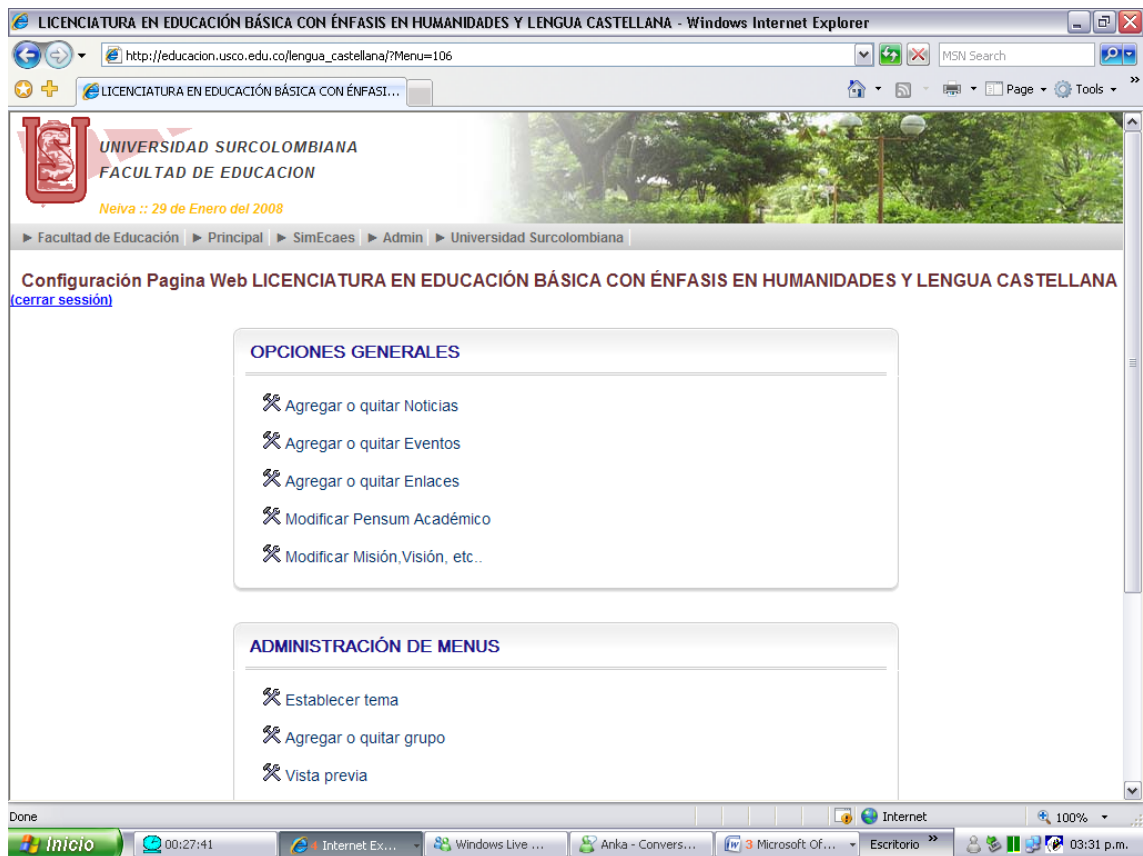 LICENCIATURA EN EDUCACIÓN BÁSICA CON ÉNFASIS EN HUMANIDADES Y LENGUA CASTELLANA - Windows Internet Explorer
http://educacion.usco.edu.co/lengua_castellana/?Menu=106
MSN Search
LICENCIATURA EN EDUCACIÓN BÁSICA CON ÉNFASI...
Page
Tools
UNIVERSIDAD SURCOLOMBIANA
FACULTAD DE EDUCACION
Neiva :: 29 de Enero del 2008
Facultad de Educación
Principal
SimEcaes
Admin
Universidad Surcolombiana
Configuración Pagina Web LICENCIATURA EN EDUCACIÓN BÁSICA CON ÉNFASIS EN HUMANIDADES Y LENGUA CASTELLANA
(cerrar sessión)
OPCIONES GENERALES
Agregar o quitar Noticias
Agregar o quitar Eventos
Agregar o quitar Enlaces
Modificar Pensum Académico
Modificar Misión,Visión, etc..
ADMINISTRACIÓN DE MENUS
Establecer tema
Agregar o quitar grupo
Vista previa
Done
Internet
100%
Inicio
00:27:41
4 Internet Ex...
Windows Live ...
Anka - Convers...
3 Microsoft Of...
Escritorio
03:31 p.m.